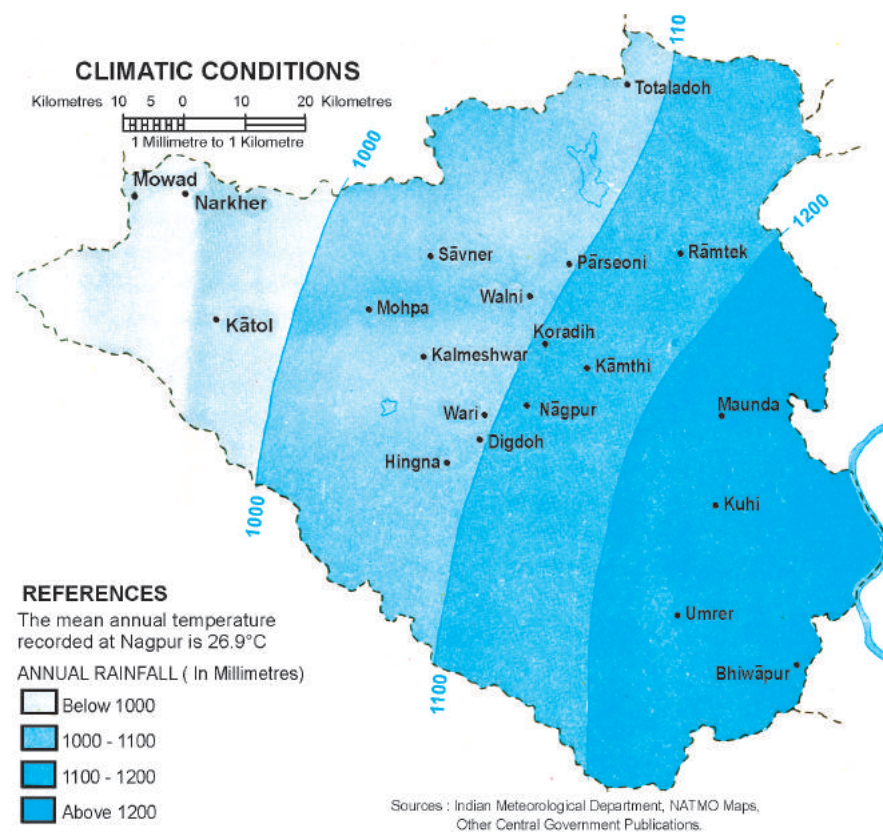 110
CLIMATIC CONDITIONS
Totaladoh
Kilometres 10 5 0 10 20 Kilometres
1 Millimetre to 1 Kilometre
1000
Mowad
Narkher
1200
Sāvner
Pārseoni
Rāmtek
Walni
Mohpa
Kātol
Koradih
Kalmeshwar
Kāmthi
Wari
Nāgpur
Maunda
Digdoh
Hingna
1000
Kuhi
REFERENCES
The mean annual temperature
recorded at Nagpur is 26.9°C
Umrer
ANNUAL RAINFALL ( In Millimetres)
Bhiwāpur
1100
Below 1000
1000 - 1100
1100 - 1200
Above 1200
Sources : Indian Meteorological Department, NATMO Maps,
Other Central Government Publications.